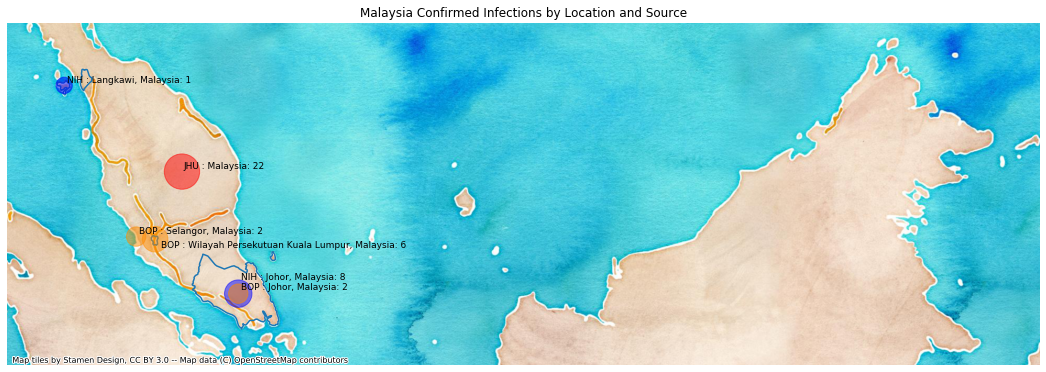 Malaysia Confirmed Infections by Location and Source
NIH : Langkawi, Malaysia: 1
JHU : Malaysia: 22
BOP : Selangor, Malaysia: 2
BOP : Wilayah Persekutuan Kuala Lumpur, Malaysia: 6
NIH : Johor, Malaysia: 8
BOP : Johor, Malaysia: 2
Map tiles by Stamen Design, CC BY 3.0 -- Map data (C) OpenStreetMap contributors